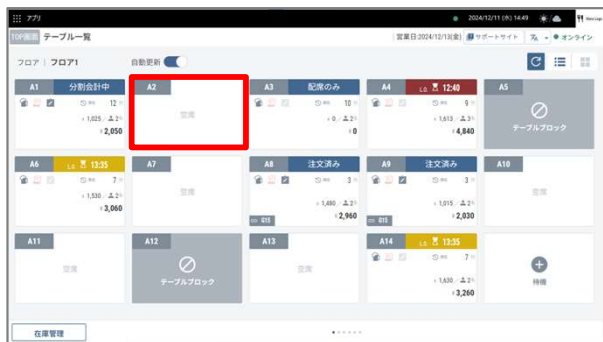 アプリ 2024/12/11 (水) 14:49
TOP画面 テーブル一覧 営業日:2024/12/13(金) サポートサイト オンライン
フロア | フロア1 自動更新
A1 分割会計中 A2 A3 配席のみ A4 L.O. 12:40 A5
12 空席 10 9
1,025 / 2 0 / 2 1,613 / 3 テーブルブロック
2,050 0 4,840
A6 L.O. 13:35 A7 A8 注文済み A9 注文済み A10
7 空席 3 3 空席
1,530 / 2 1,480 / 2 1,015 / 2
3,060 G15 2,960 G15 2,030
A11 A12 A13 A14 L.O. 13:35
空席 テーブルブロック 空席 7
1,630 / 2 待機
3,260
在庫管理